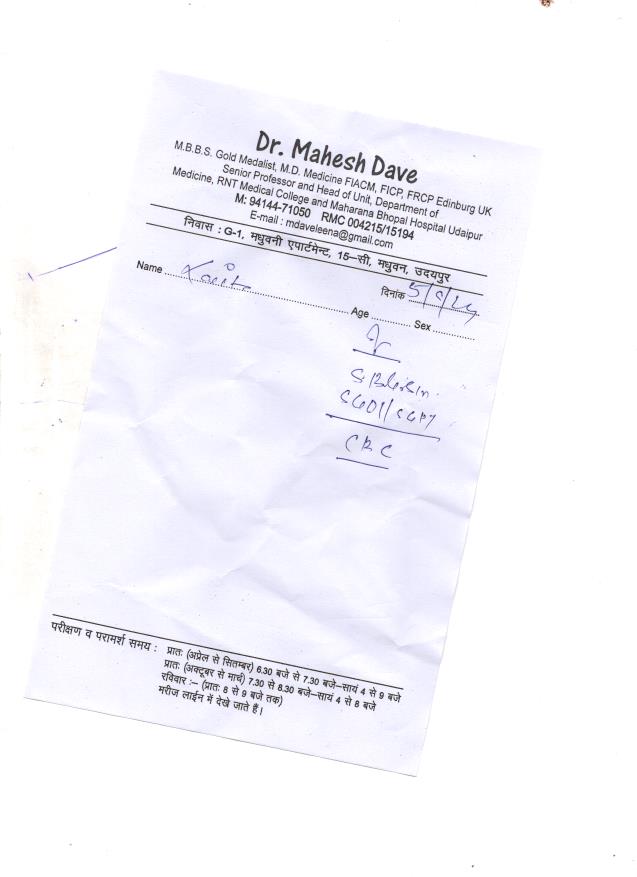 Dr. Mahesh Dave
M.B.B.S. Gold Medalist, M.D. Medicine FIACM, FICP, FRCP Edinburg UK
Senior Professor and Head of Unit, Department of
Medicine, RNT Medical College and Maharana Bhopal Hospital Udaipur
M: 94144-71050 RMC 004215/15194
E-mail : mdaveleena@gmail.com
निवास : G-1, मधुवनी एपार्टमेन्ट, 15–सी, मधुवन, उदयपुर
दिनांक
Name Age Sex
SGOT/SGPT
CBC
परीक्षण व परामर्श समय : प्रातः (अप्रेल से सितम्बर) 6.30 बजे से 7.30 बजे–सायं 4 से 9 बजे
प्रातः (अक्टूबर से मार्च) 7.30 से 8.30 बजे–सायं 4 से 8 बजे
रविवार :– (प्रातः 8 से 9 बजे तक)
मरीज लाईन में देखे जाते हैं।